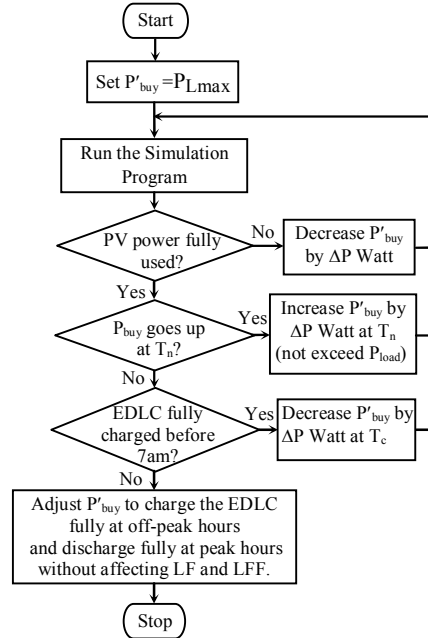 Start
Set P'buy =PLmax
Run the Simulation
Program
PV power fully
used?
No
Decrease P'buy
by ΔP Watt
Yes
Pbuy goes up
at Tn?
Yes
Increase P'buy by
ΔP Watt at Tn
(not exceed Pload)
No
EDLC fully
charged before
7am?
Yes
Decrease P'buy by
ΔP Watt at Tc
No
Adjust P'buy to charge the EDLC
fully at off-peak hours
and discharge fully at peak hours
without affecting LF and LFF.
Stop